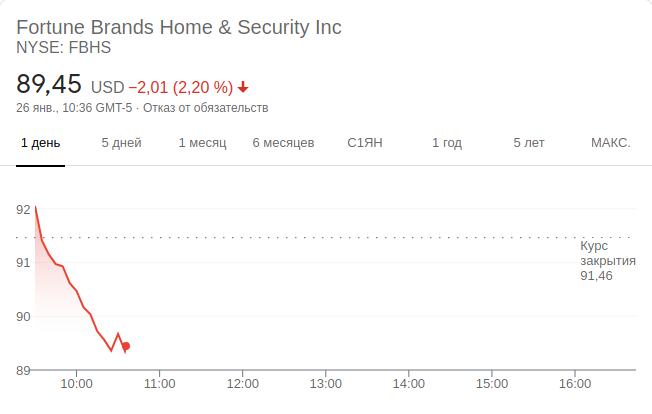 Fortune Brands Home & Security Inc
NYSE: FBHS
89,45 USD −2,01 (2,20 %)
26 янв., 10:36 GMT-5 · Отказ от обязательств
1 день 5 дней 1 месяц 6 месяцев С1ЯН 1 год 5 лет МАКС.
92
Курс
закрытия
91,46
91
90
89
10:00 11:00 12:00 13:00 14:00 15:00 16:00